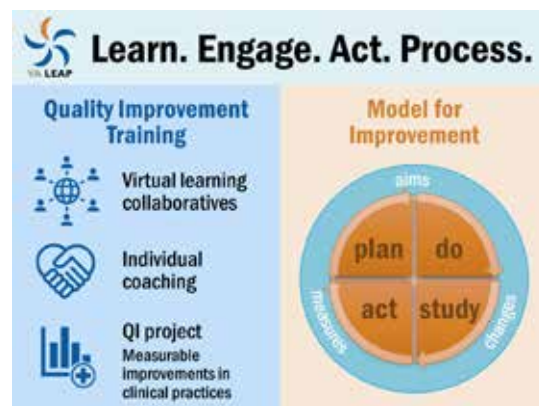 VA LEAP
Learn. Engage. Act. Process.
Quality Improvement
Training
Virtual learning
collaboratives
Individual
coaching
QI project
Measurable
improvements in
clinical practices
Model for
Improvement
aims
plan
do
act
study
measures
changes